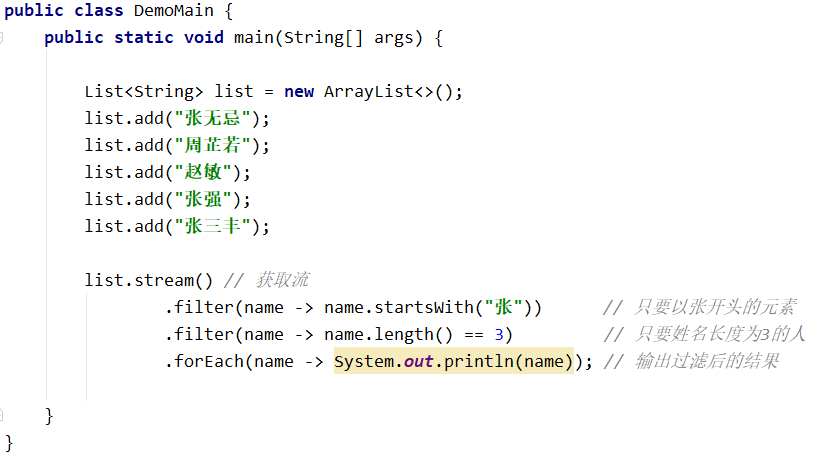 public class DemoMain {
    public static void main(String[] args) {
        List<String> list = new ArrayList<>();
        list.add("张无忌");
        list.add("周芷若");
        list.add("赵敏");
        list.add("张强");
        list.add("张三丰");
        list.stream() // 获取流
                .filter(name -> name.startsWith("张"))      // 只要以张开头的元素
                .filter(name -> name.length() == 3)         // 只要姓名长度为3的人
                .forEach(name -> System.out.println(name)); // 输出过滤后的结果
    }
}